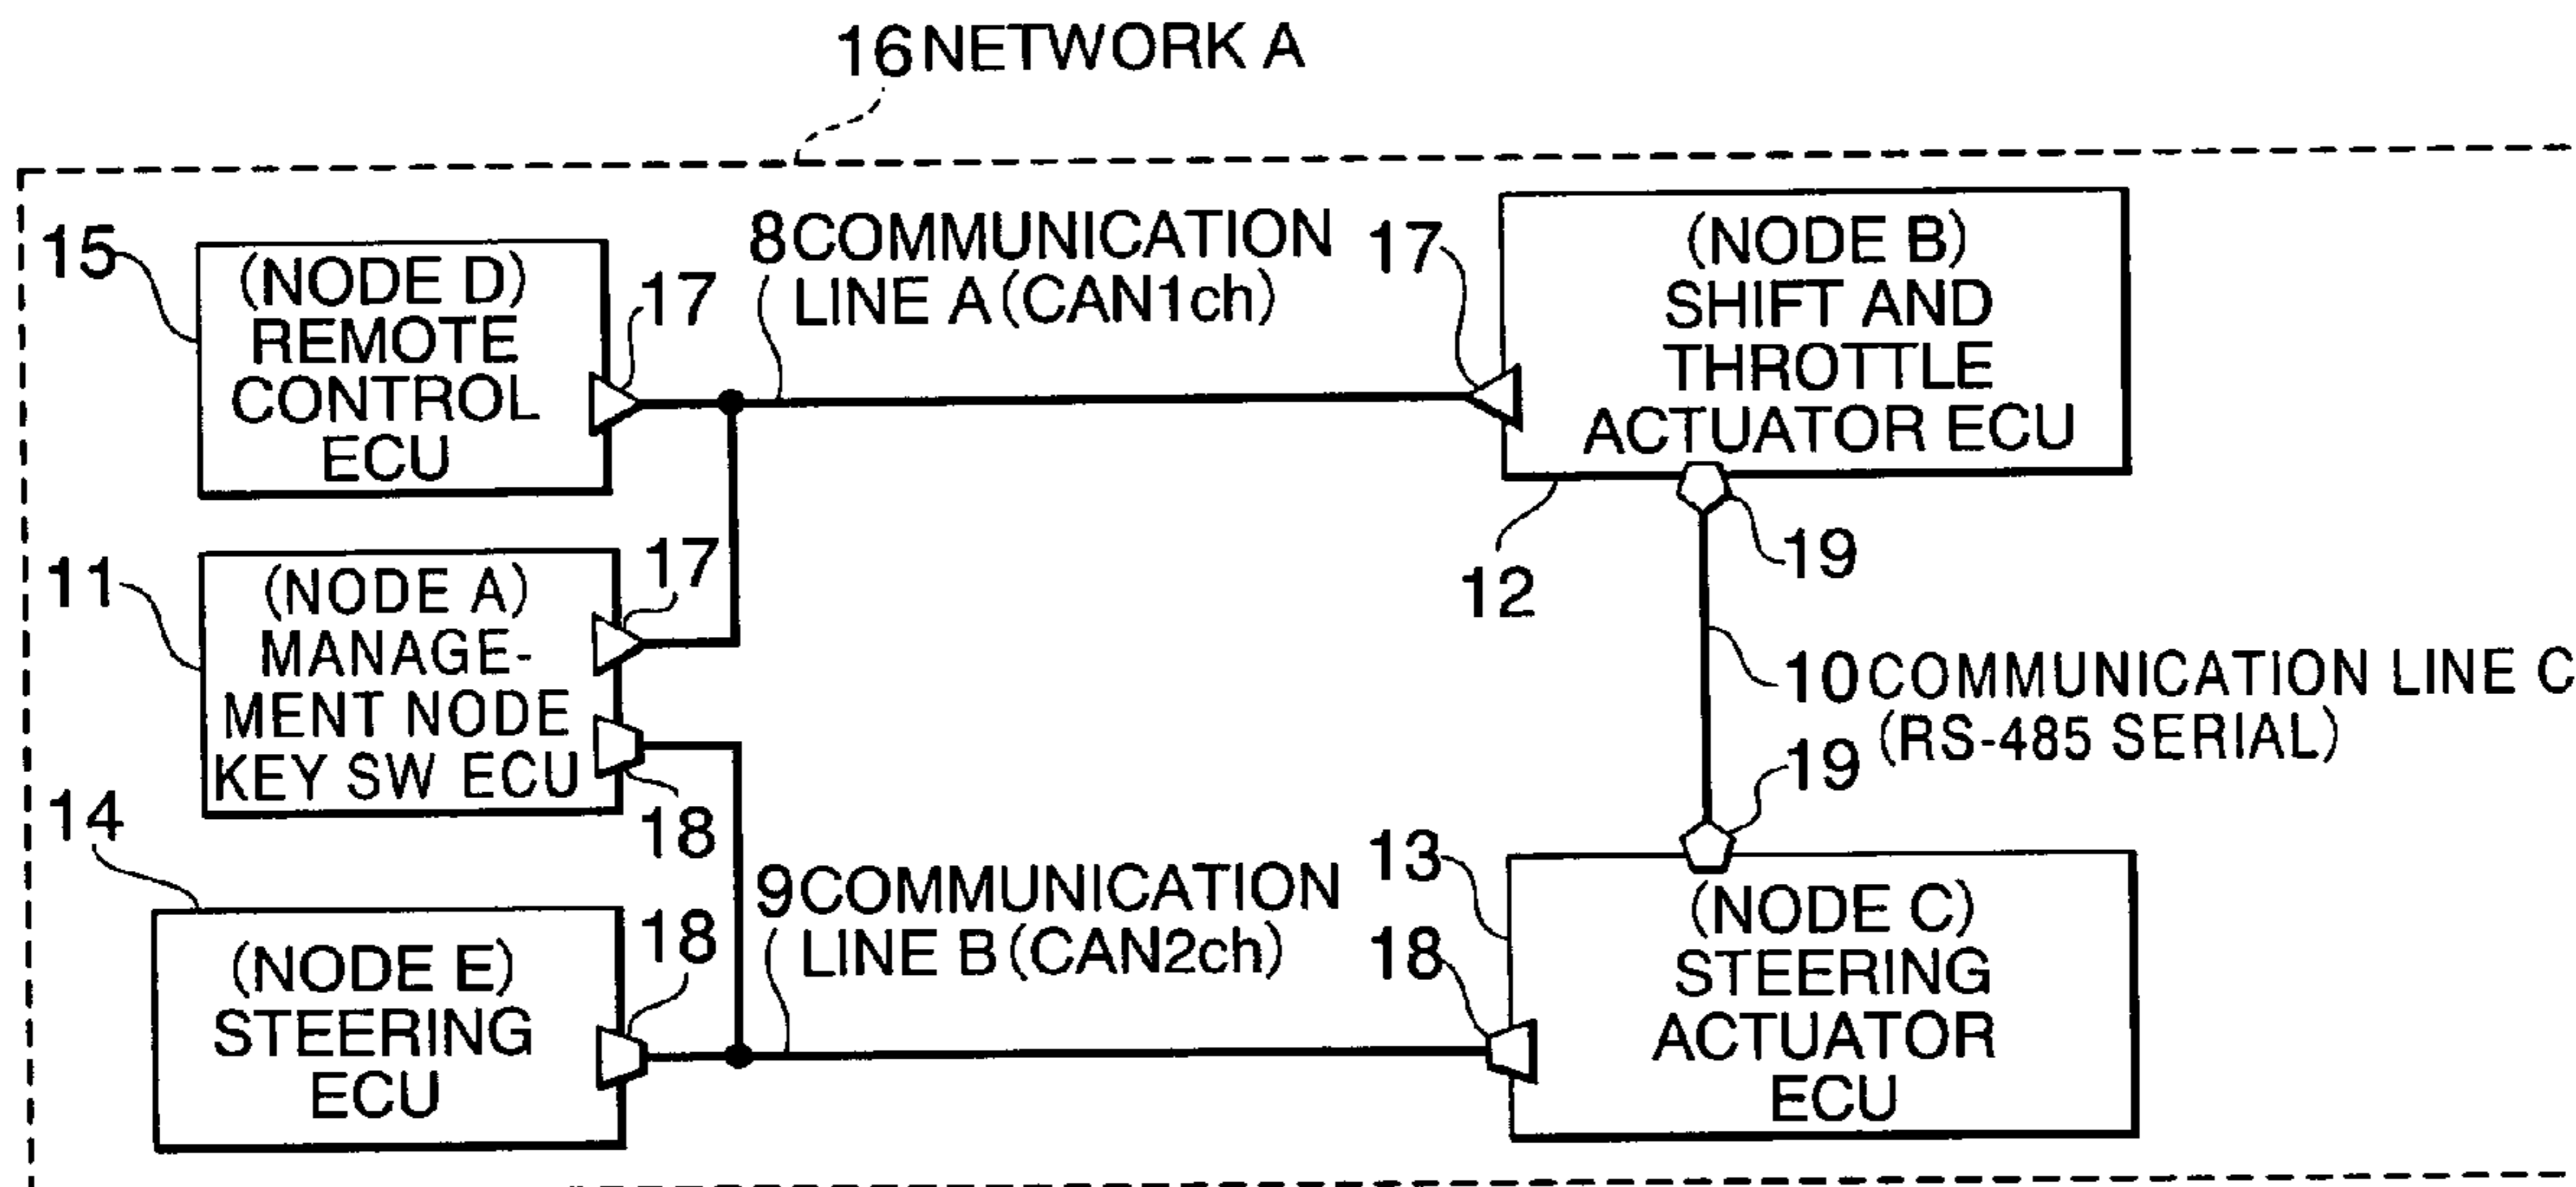 16 NETWORK A
15
(NODE D)
REMOTE
CONTROL
ECU
17
8 COMMUNICATION
LINE A (CAN1ch)
17
(NODE B)
SHIFT AND
THROTTLE
ACTUATOR ECU
12
19
11
(NODE A)
MANAGE-
MENT NODE
KEY SW ECU
17
18
10 COMMUNICATION LINE C
(RS-485 SERIAL)
19
14
(NODE E)
STEERING
ECU
18
9 COMMUNICATION
LINE B (CAN2ch)
13
18
(NODE C)
STEERING
ACTUATOR
ECU